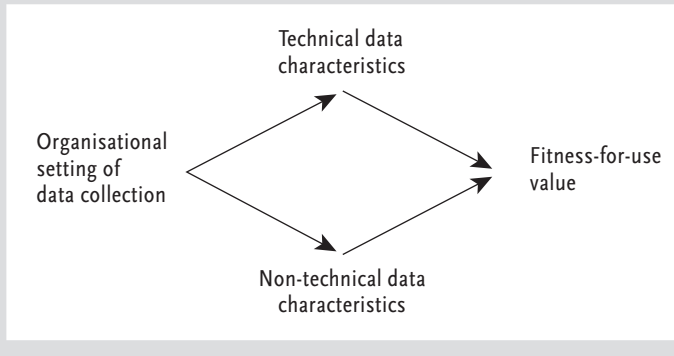 Technical data
characteristics
Organisational
setting of
data collection
Fitness-for-use
value
Non-technical data
characteristics